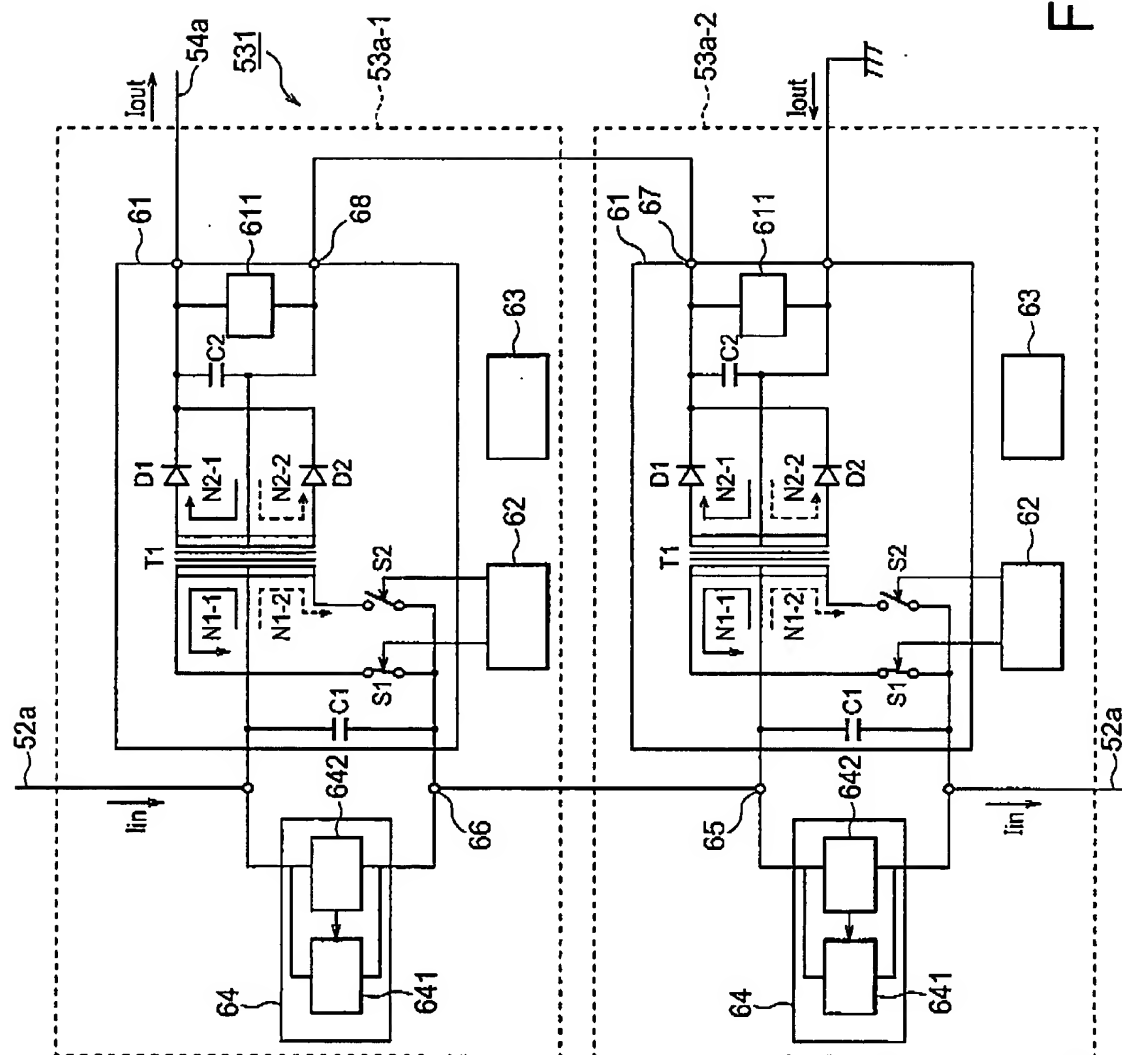 F
52a
Iin
Iout
54a
531
53a-1
61
T1
D1
N2-1
N2-2
D2
C2
611
68
N1-1
N1-2
S2
S1
C1
62
63
642
66
64
641
53a-2
Iout
61
67
T1
D1
N2-1
N2-2
D2
C2
611
N1-1
N1-2
S2
S1
C1
62
63
65
642
64
641
Iin
52a